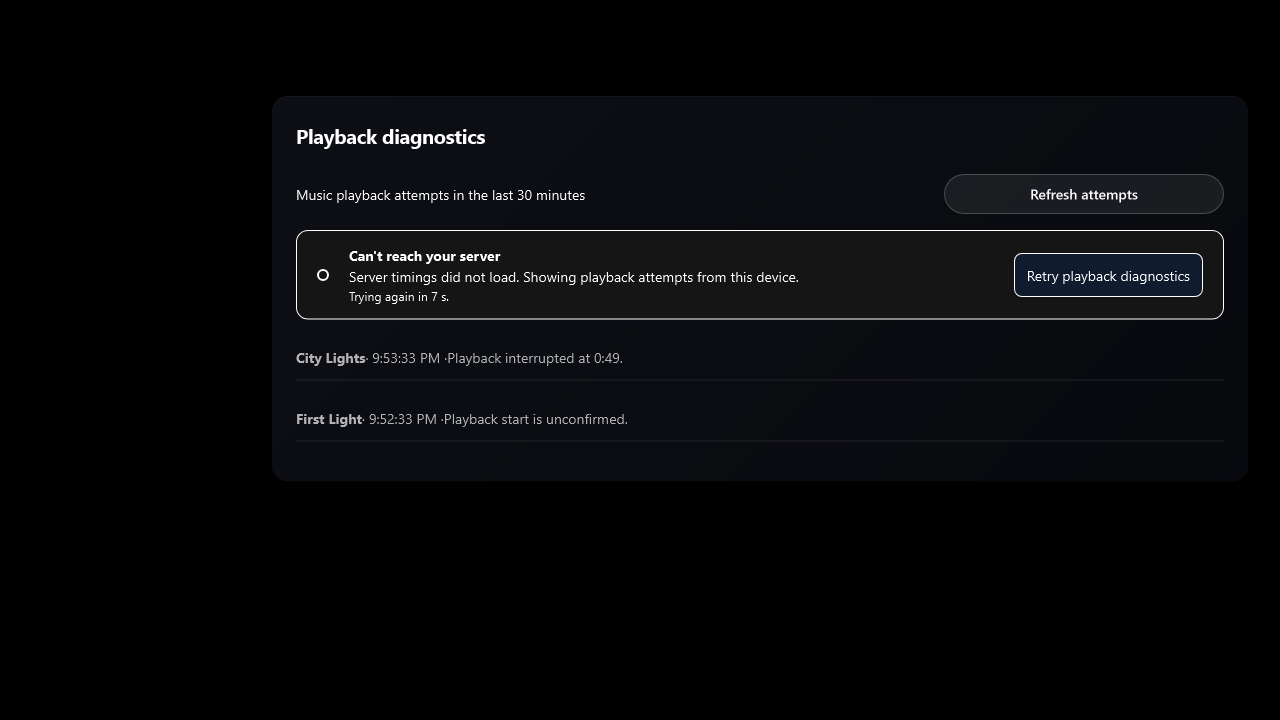 Playback diagnostics
Music playback attempts in the last 30 minutes
Refresh attempts
Can't reach your server
Server timings did not load. Showing playback attempts from this device.
Trying again in 7 s.
Retry playback diagnostics
City Lights· 9:53:33 PM ·Playback interrupted at 0:49.
First Light· 9:52:33 PM ·Playback start is unconfirmed.